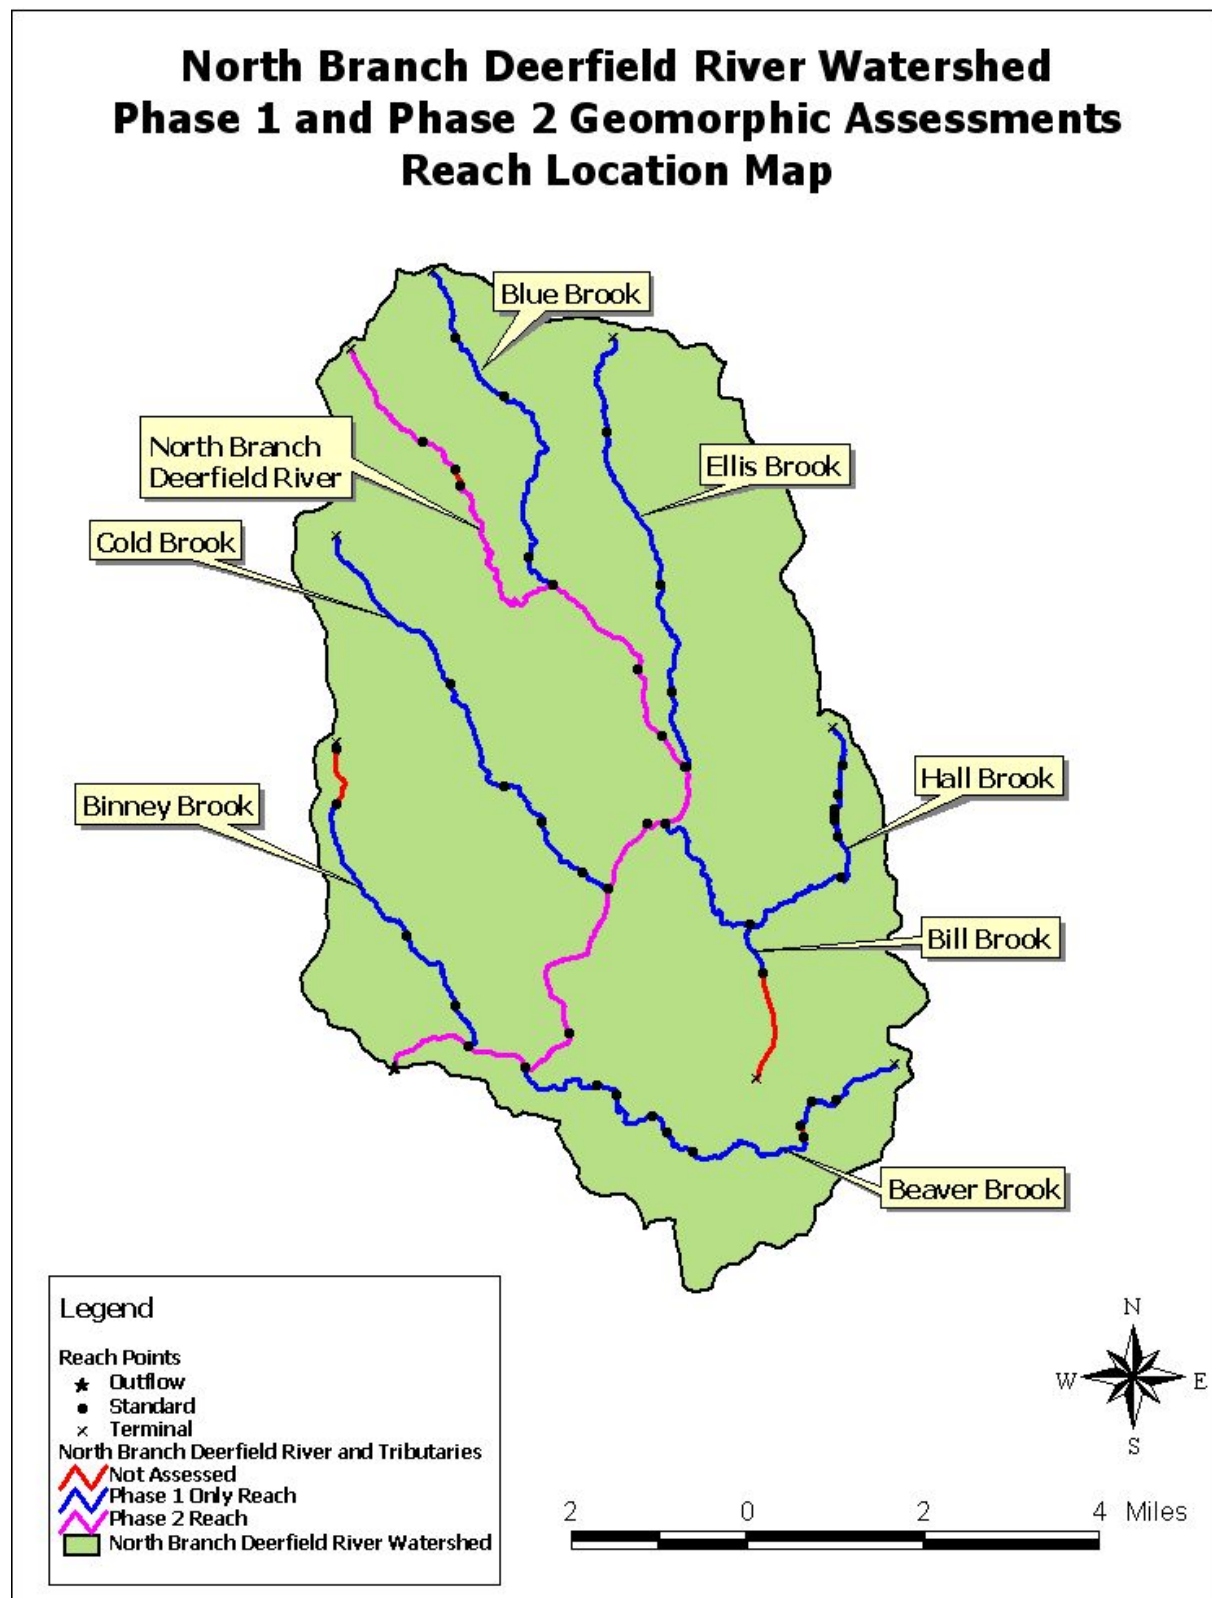 North Branch Deerfield River Watershed
Phase 1 and Phase 2 Geomorphic Assessments
Reach Location Map
Blue Brook
North Branch
Deerfield River
Ellis Brook
Cold Brook
Hall Brook
Binney Brook
Bill Brook
Beaver Brook
Legend
Reach Points
Outflow
Standard
Terminal
North Branch Deerfield River and Tributaries
Not Assessed
Phase 1 Only Reach
Phase 2 Reach
North Branch Deerfield River Watershed
N
W E
S
2 0 2 4 Miles